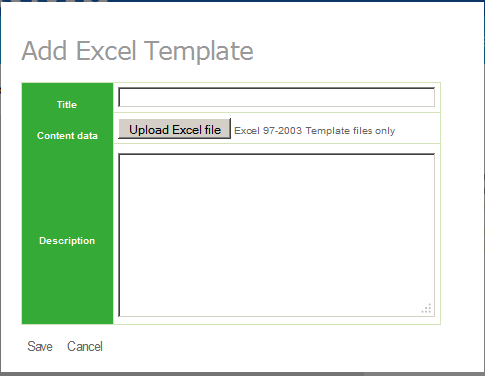 Add Excel Template
Title
Content data
Upload Excel file Excel 97-2003 Template files only
Description
Save Cancel